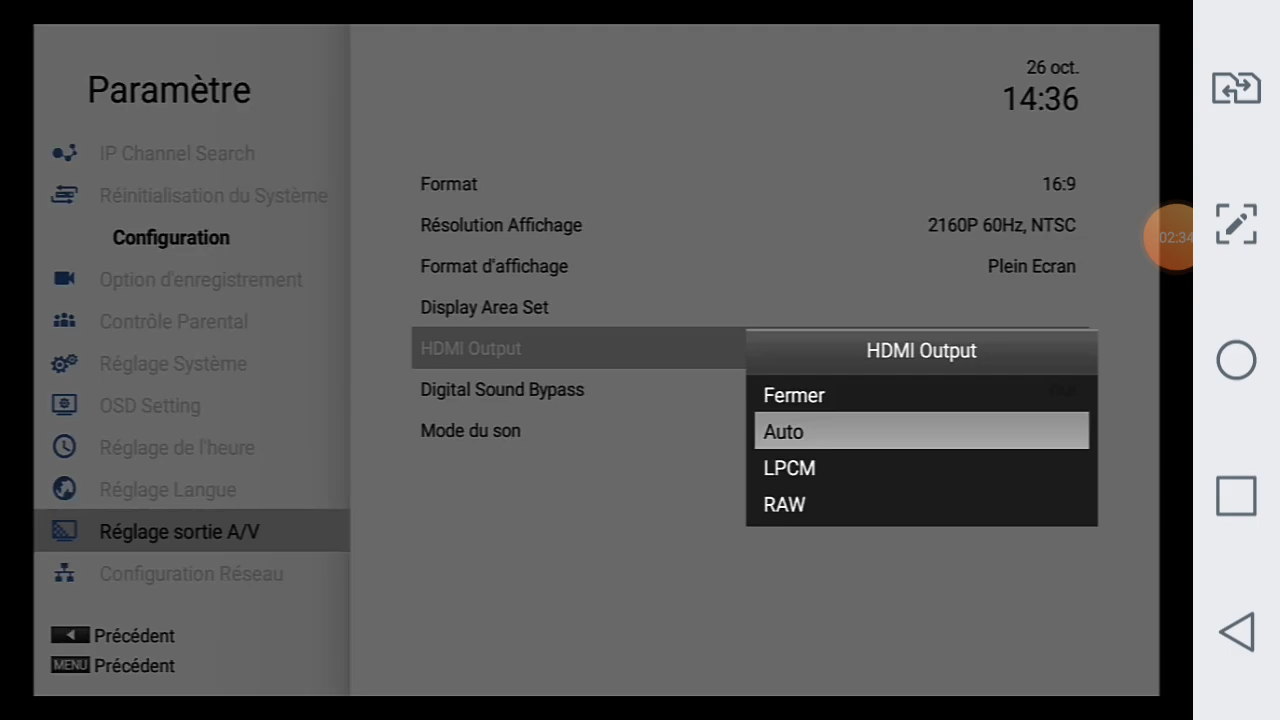 Paramètre
26 oct.
14:36
IP Channel Search
Réinitialisation du Système
Configuration
Option d'enregistrement
Contrôle Parental
Réglage Système
OSD Setting
Réglage de l'heure
Réglage Langue
Réglage sortie A/V
Configuration Réseau
Précédent
MENU Précédent
Format 16:9
Résolution Affichage 2160P 60Hz, NTSC
Format d'affichage Plein Ecran
Display Area Set
HDMI Output
Digital Sound Bypass
Mode du son
HDMI Output
Fermer
Auto
LPCM
RAW
02:34